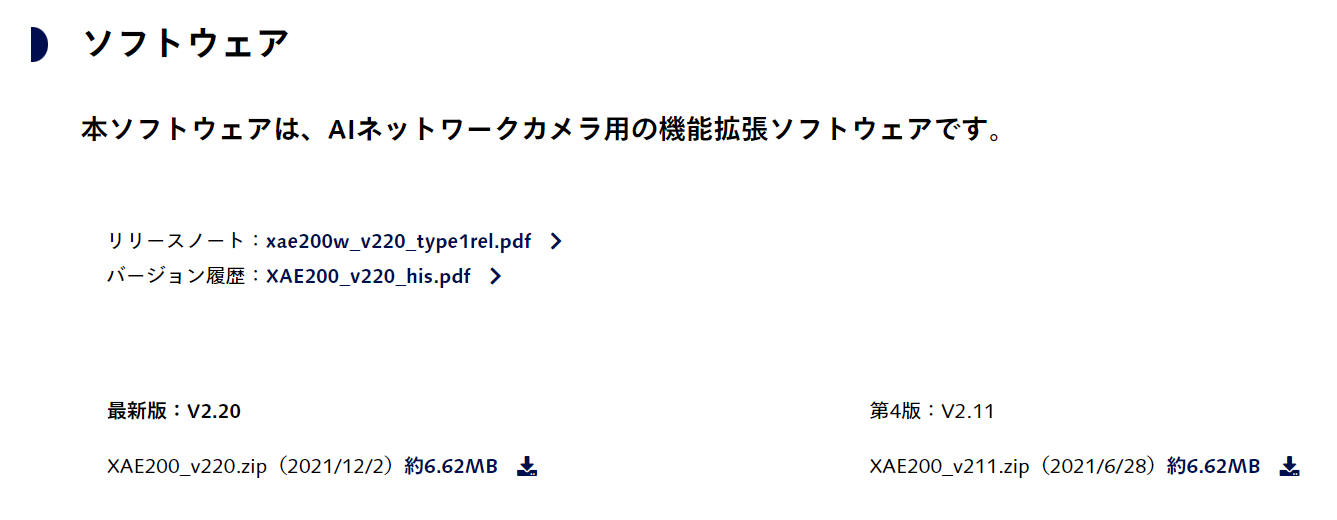 ソフトウェア
本ソフトウェアは、AIネットワークカメラ用の機能拡張ソフトウェアです。
リリースノート：xae200w_v220_type1rel.pdf
バージョン履歴：XAE200_v220_his.pdf
最新版：V2.20
XAE200_v220.zip（2021/12/2）約6.62MB
第4版：V2.11
XAE200_v211.zip（2021/6/28）約6.62MB